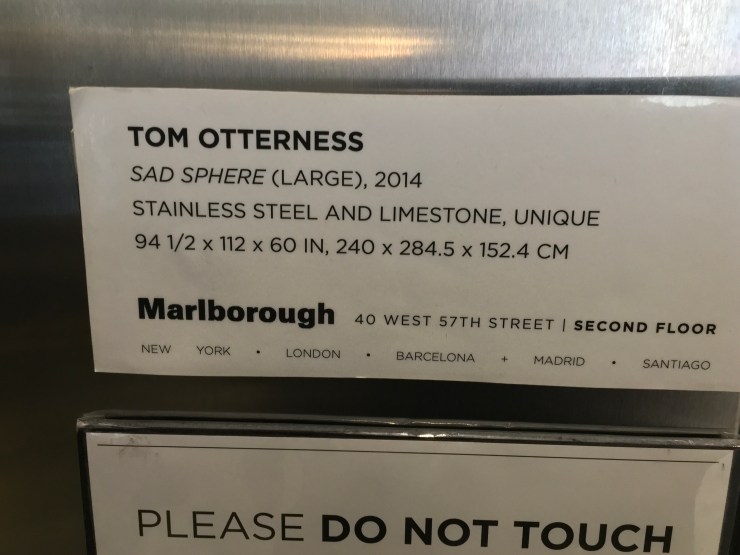 TOM OTTERNESS
SAD SPHERE (LARGE), 2014
STAINLESS STEEL AND LIMESTONE, UNIQUE
94 1/2 x 112 x 60 IN, 240 x 284.5 x 152.4 CM
Marlborough 40 WEST 57TH STREET | SECOND FLOOR
NEW YORK • LONDON • BARCELONA + MADRID • SANTIAGO
PLEASE DO NOT TOUCH